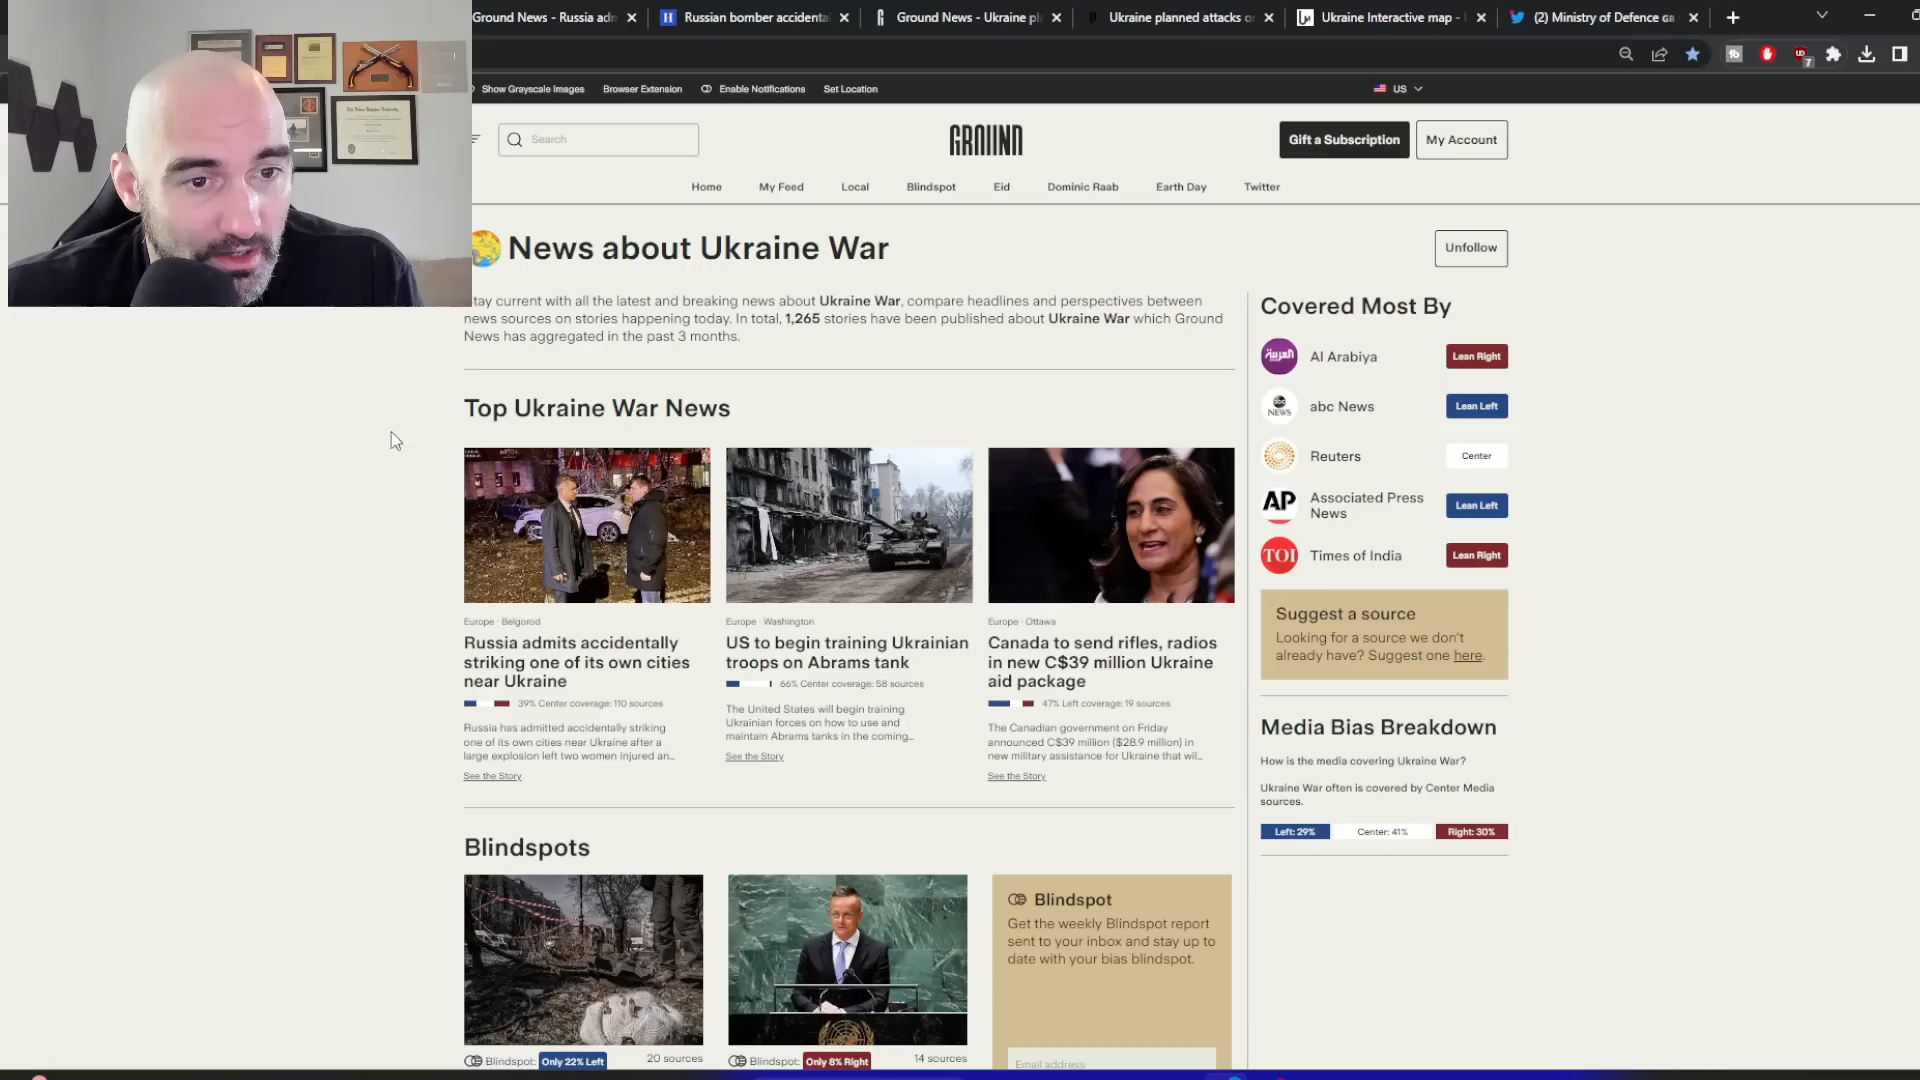 Ground News - Russia adn
Russian bomber accidenta
Ground News - Ukraine pl
Ukraine planned attacks o
Ukraine Interactive map -
(2) Ministry of Defence GB
7
Show Grayscale Images
Browser Extension
Enable Notifications
Set Location
US
Search
GROUND
Gift a Subscription
My Account
Home
My Feed
Local
Blindspot
Eid
Dominic Raab
Earth Day
Twitter
News about Ukraine War
Unfollow
tay current with all the latest and breaking news about Ukraine War, compare headlines and perspectives between
news sources on stories happening today. In total, 1,265 stories have been published about Ukraine War which Ground
News has aggregated in the past 3 months.
Top Ukraine War News
Europe · Belgorod
Russia admits accidentally
striking one of its own cities
near Ukraine
39% Center coverage: 110 sources
Russia has admitted accidentally striking
one of its own cities near Ukraine after a
large explosion left two women injured an...
See the Story
Europe · Washington
US to begin training Ukrainian
troops on Abrams tank
66% Center coverage: 58 sources
The United States will begin training
Ukrainian forces on how to use and
maintain Abrams tanks in the coming...
See the Story
Europe · Ottawa
Canada to send rifles, radios
in new C$39 million Ukraine
aid package
47% Left coverage: 19 sources
The Canadian government on Friday
announced C$39 million ($28.9 million) in
new military assistance for Ukraine that wil...
See the Story
Blindspots
Blindspot: Only 22% Left
20 sources
Blindspot: Only 8% Right
14 sources
Blindspot
Get the weekly Blindspot report
sent to your inbox and stay up to
date with your bias blindspot.
Email address
Covered Most By
العربية
Al Arabiya
Lean Right
abc NEWS
abc News
Lean Left
Reuters
Center
AP
Associated Press
News
Lean Left
TOI
Times of India
Lean Right
Suggest a source
Looking for a source we don't
already have? Suggest one here.
Media Bias Breakdown
How is the media covering Ukraine War?
Ukraine War often is covered by Center Media
sources.
Left: 29%
Center: 41%
Right: 30%